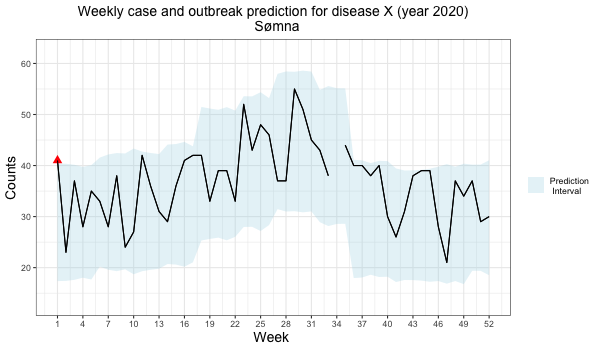 Weekly case and outbreak prediction for disease X (year 2020)
Sømna
Counts
60
50
40
30
20
1 4 7 10 13 16 19 22 25 28 31 34 37 40 43 46 49 52
Week
Prediction
Interval